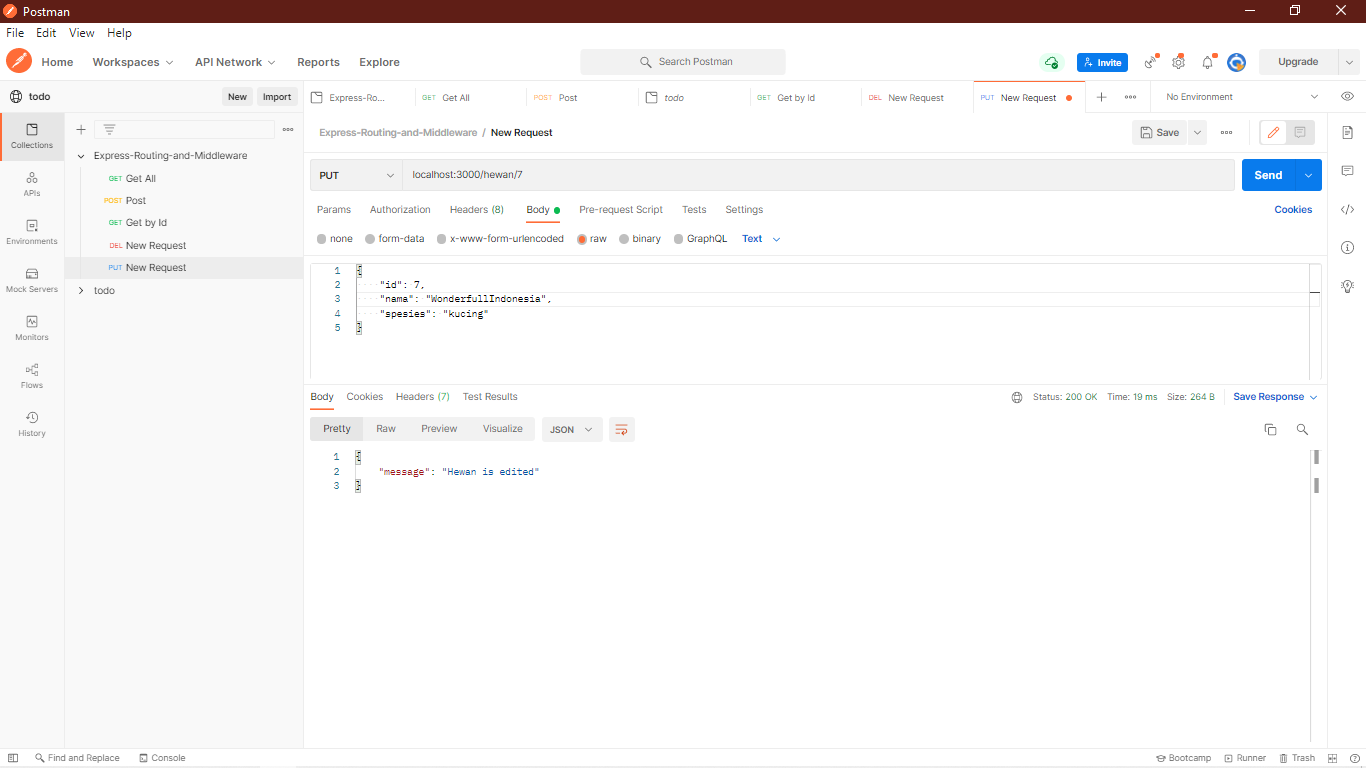 Postman
File Edit View Help
Home Workspaces API Network Reports Explore Search Postman Invite Upgrade
todo New Import
Express-Ro... GET Get All POST Post todo GET Get by Id DEL New Request PUT New Request No Environment
Collections
APIs
Environments
Mock Servers
Monitors
Flows
History
Express-Routing-and-Middleware
GET Get All
POST Post
GET Get by Id
DEL New Request
PUT New Request
todo
Express-Routing-and-Middleware / New Request Save
PUT localhost:3000/hewan/7 Send
Params Authorization Headers (8) Body Pre-request Script Tests Settings Cookies
none form-data x-www-form-urlencoded raw binary GraphQL Text
1 {
2 "id": 7,
3 "nama": "WonderfullIndonesia",
4 "spesies": "kucing"
5 }
Body Cookies Headers (7) Test Results Status: 200 OK Time: 19 ms Size: 264 B Save Response
Pretty Raw Preview Visualize JSON
1 {
2 "message": "Hewan is edited"
3 }
Find and Replace Console Bootcamp Runner Trash